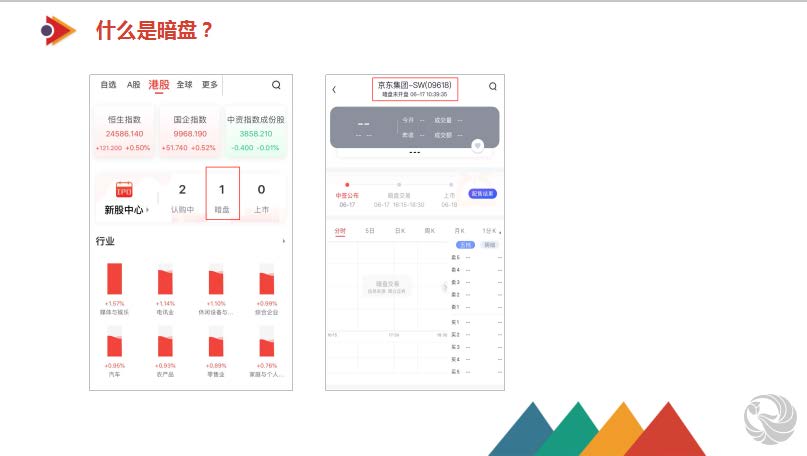 什么是暗盘？
自选 A股 港股 全球 更多
恒生指数 国企指数 中资指数成份股
24586.140 9968.190 3858.210
+121.200 +0.50% +51.740 +0.52% -0.400 -0.01%
IPO
新股中心
2 1 0
认购中 暗盘 上市
行业
+1.57% +1.14% +1.10% +0.99%
媒体与娱乐 电讯业 休闲设备与... 综合企业
+0.95% +0.93% +0.89% +0.76%
汽车 农产品 零售业 家庭与个人...
京东集团-SW(09618)
暗盘未开盘 06-17 10:39:35
-- 今开 -- 成交量 --
-- -- 卖进 -- 成交额 --
---
中签公布 暗盘交易 上市 配售结果
06-17 06-17 16:15-18:30 06-18
分时 5日 日K 周K 月K 1分K
五档 明细
卖5 -- --
卖4 -- --
卖3 -- --
卖2 -- --
卖1 -- --
暗盘交易
买1 -- --
买2 -- --
买3 -- --
买4 -- --
买5 -- --
16:15 18:30